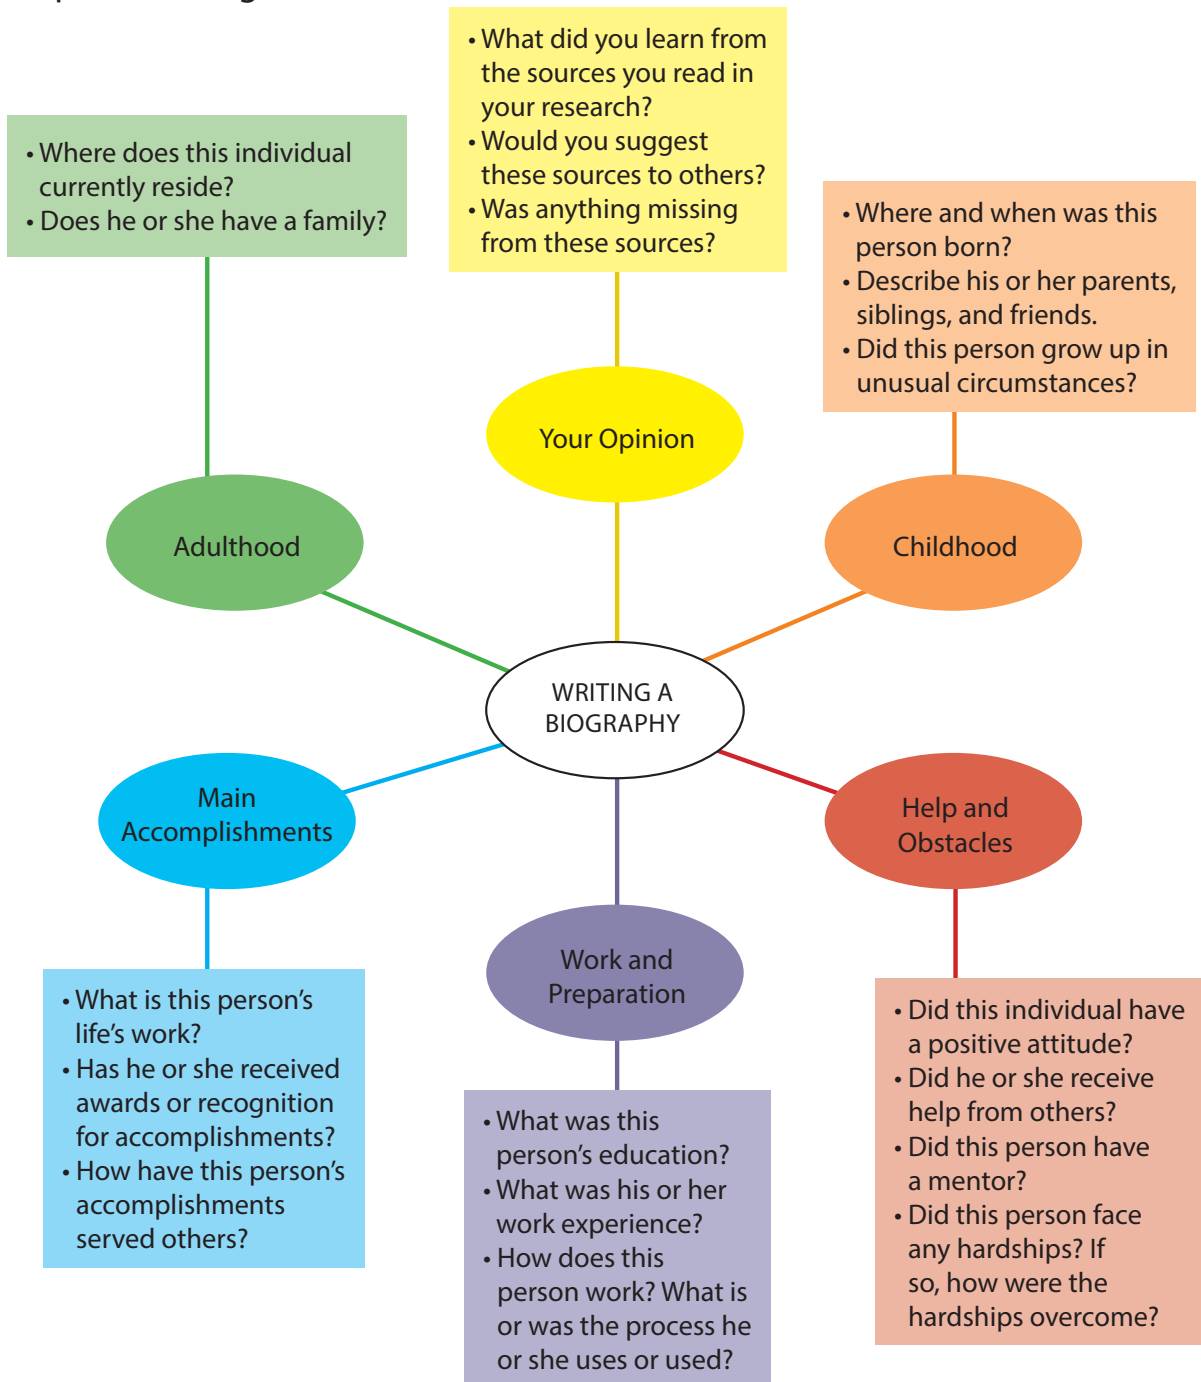 • What did you learn from
the sources you read in
your research?
• Would you suggest
these sources to others?
• Was anything missing
from these sources?
• Where does this individual
currently reside?
• Does he or she have a family?
• Where and when was this
person born?
• Describe his or her parents,
siblings, and friends.
• Did this person grow up in
unusual circumstances?
Your Opinion
Adulthood
Childhood
WRITING A
BIOGRAPHY
Main
Accomplishments
Help and
Obstacles
Work and
Preparation
• What is this person’s
life’s work?
• Has he or she received
awards or recognition
for accomplishments?
• How have this person’s
accomplishments
served others?
• What was this
person’s education?
• What was his or her
work experience?
• How does this
person work? What is
or was the process he
or she uses or used?
• Did this individual have
a positive attitude?
• Did he or she receive
help from others?
• Did this person have
a mentor?
• Did this person face
any hardships? If
so, how were the
hardships overcome?